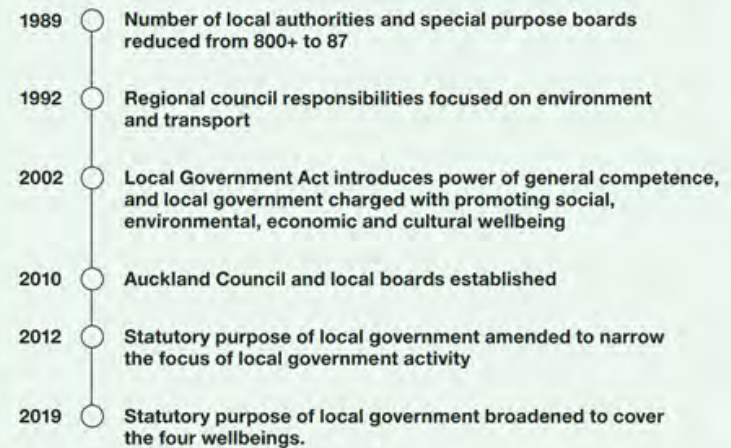 1989 Number of local authorities and special purpose boards
reduced from 800+ to 87
1992 Regional council responsibilities focused on environment
and transport
2002 Local Government Act introduces power of general competence,
and local government charged with promoting social,
environmental, economic and cultural wellbeing
2010 Auckland Council and local boards established
2012 Statutory purpose of local government amended to narrow
the focus of local government activity
2019 Statutory purpose of local government broadened to cover
the four wellbeings.